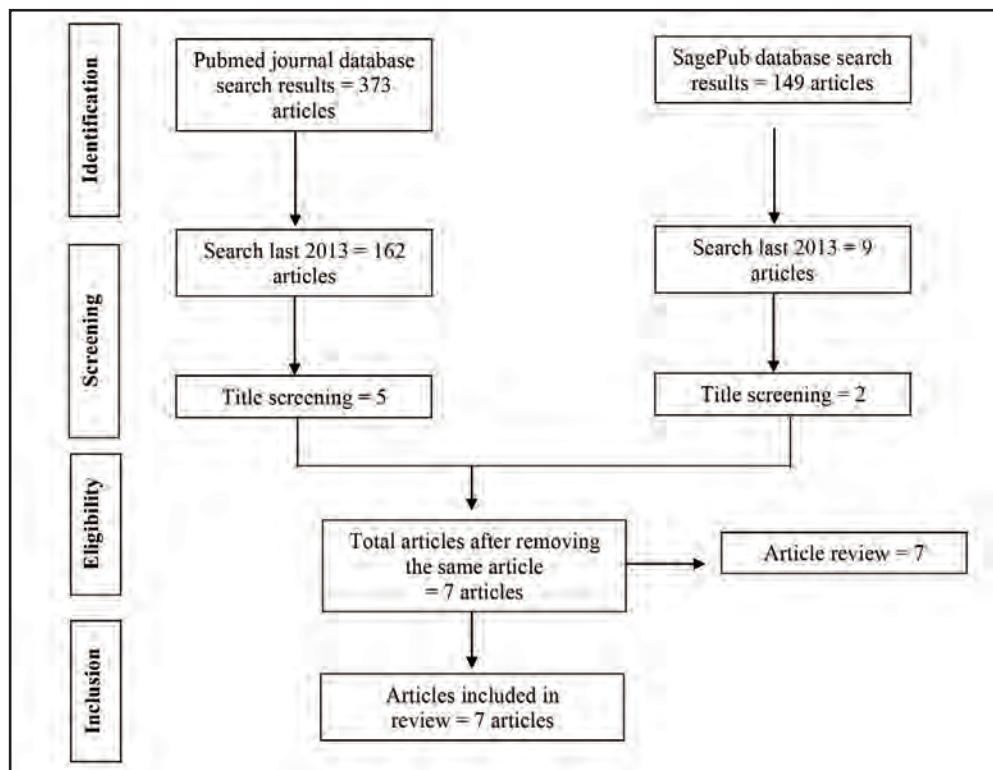 Identification
Pubmed journal database
search results = 373
articles
SagePub database search
results = 149 articles
Screening
Search last 2013 = 162
articles
Search last 2013 = 9
articles
Title screening = 5
Title screening = 2
Eligibility
Total articles after removing
the same article
= 7 articles
Article review = 7
Inclusion
Articles included in
review = 7 articles